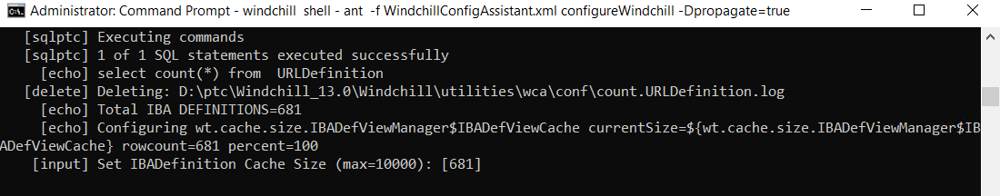 Administrator: Command Prompt - windchill  shell - ant  -f WindchillConfigAssistant.xml configureWindchill -Dpropagate=true
[sqlptc] Executing commands
[sqlptc] 1 of 1 SQL statements executed successfully
[echo] select count(*) from  URLDefinition
[delete] Deleting: D:\ptc\Windchill_13.0\Windchill\utilities\wca\conf\count.URLDefinition.log
[echo] Total IBA DEFINITIONS=681
[echo] Configuring wt.cache.size.IBADefViewManager$IBADefViewCache currentSize=${wt.cache.size.IBADefViewManager$IB
ADefViewCache} rowcount=681 percent=100
[input] Set IBADefinition Cache Size (max=10000): [681]